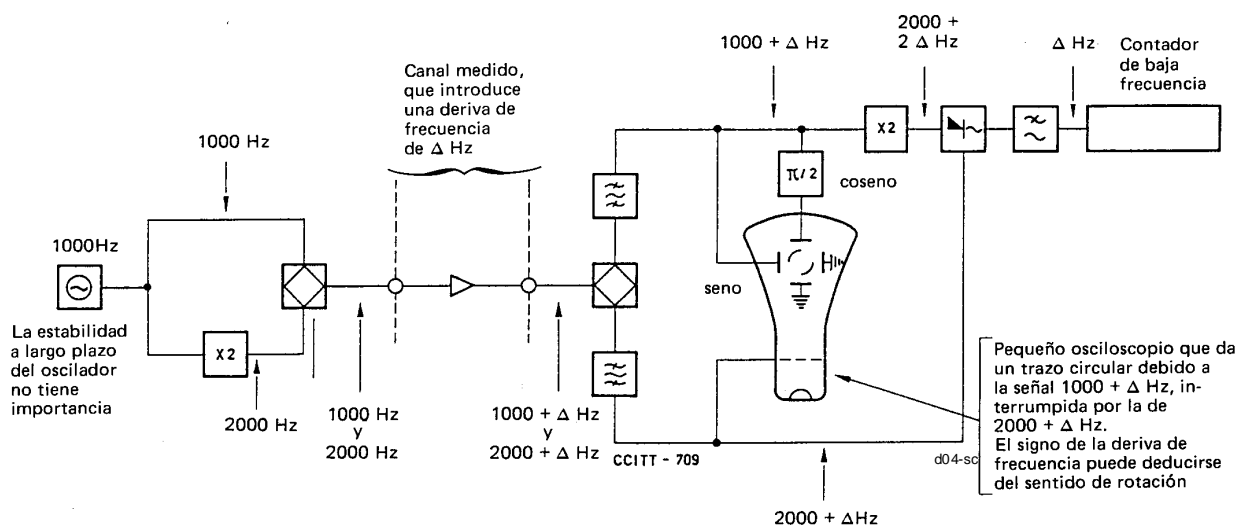 2000 +
2 Δ Hz
1000 + Δ Hz
Δ Hz
Contador
de baja
frecuencia
Canal medido,
que introduce
una deriva de
frecuencia
de Δ Hz
1000 Hz
X2
π/2
coseno
1000Hz
seno
La estabilidad
a largo plazo
del oscilador
no tiene
importancia
X2
2000 Hz
1000 Hz
y
2000 Hz
1000 + Δ Hz
y
2000 + Δ Hz
CCITT - 709
d04-sc
Pequeño osciloscopio que da
un trazo circular debido a
la señal 1000 + Δ Hz, in-
terrumpida por la de
2000 + Δ Hz.
El signo de la deriva de
frecuencia puede deducirse
del sentido de rotación
2000 + ΔHz